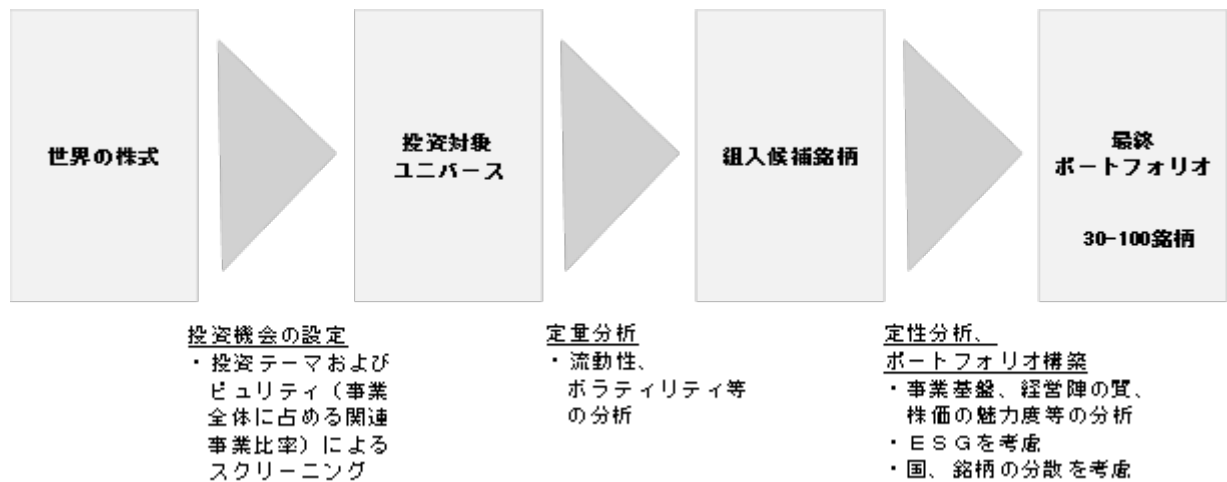 世界の株式
投資対象
ユニバース
組入候補銘柄
最終
ポートフォリオ
30-100銘柄
投資機会の設定
・投資テーマおよび
ピュリティ（事業
全体に占める関連
事業比率）による
スクリーニング
定量分析
・流動性、
ボラティリティ等
の分析
定性分析、
ポートフォリオ構築
・事業基盤、経営陣の質、
株価の魅力度等の分析
・ＥＳＧを考慮
・国、銘柄の分散を考慮